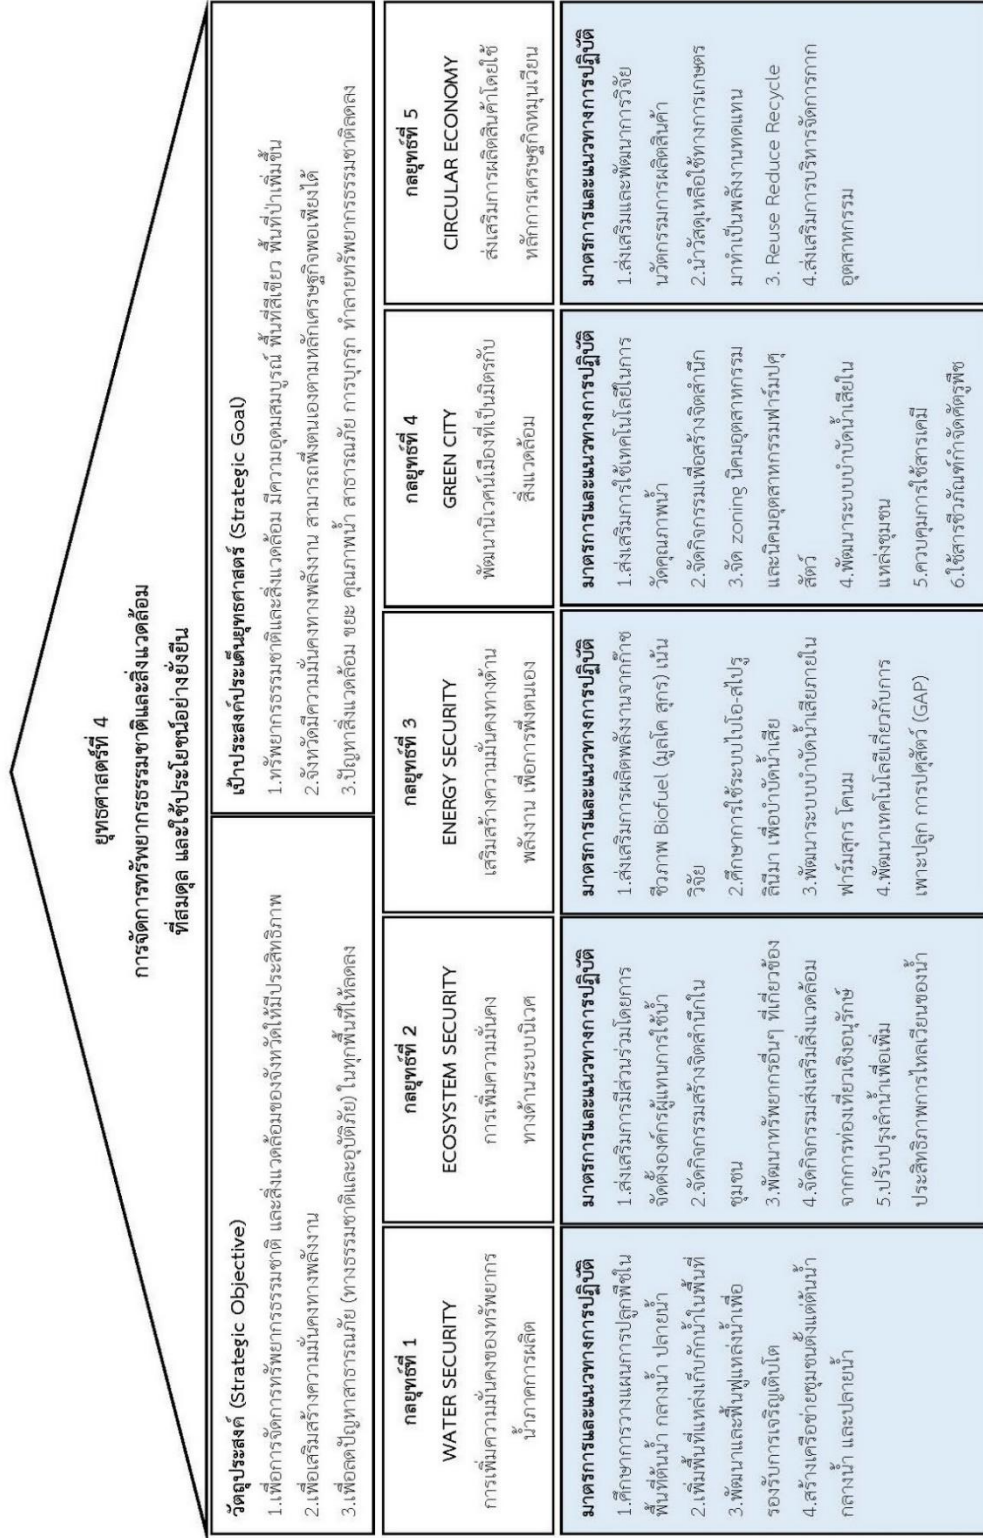 ยุทธศาสตร์ที่ 4
การจัดการทรัพยากรธรรมชาติและสิ่งแวดล้อม
ที่สมดุล และใช้ประโยชน์อย่างยั่งยืน
วัตถุประสงค์ (Strategic Objective)
1.เพื่อการจัดการทรัพยากรธรรมชาติ และสิ่งแวดล้อมของจังหวัดให้มีประสิทธิภาพ
2.เพื่อเสริมสร้างความมั่นคงทางพลังงาน
3.เพื่อลดปัญหาสาธารณภัย (ทางธรรมชาติและอุบัติภัย) ในทุกพื้นที่ให้ลดลง
เป้าประสงค์ประเด็นยุทธศาสตร์ (Strategic Goal)
1.ทรัพยากรธรรมชาติและสิ่งแวดล้อม มีความอุดมสมบูรณ์ พื้นที่สีเขียว พื้นที่ป่าเพิ่มขึ้น
2.จังหวัดมีความมั่นคงทางพลังงาน สามารถพึ่งตนเองตามหลักเศรษฐกิจพอเพียงได้
3.ปัญหาสิ่งแวดล้อม ขยะ คุณภาพน้ำ สาธารณภัย การบุกรุก ทำลายทรัพยากรธรรมชาติลดลง
กลยุทธ์ที่ 1
WATER SECURITY
การเพิ่มความมั่นคงของทรัพยากร
น้ำภาคการผลิต
กลยุทธ์ที่ 2
ECOSYSTEM SECURITY
การเพิ่มความมั่นคง
ทางด้านระบบนิเวศ
กลยุทธ์ที่ 3
ENERGY SECURITY
เสริมสร้างความมั่นคงทางด้าน
พลังงาน เพื่อการพึ่งตนเอง
กลยุทธ์ที่ 4
GREEN CITY
พัฒนานิเวศน์เมืองที่เป็นมิตรกับ
สิ่งแวดล้อม
กลยุทธ์ที่ 5
CIRCULAR ECONOMY
ส่งเสริมการผลิตสินค้าโดยใช้
หลักการเศรษฐกิจหมุนเวียน
มาตรการและแนวทางการปฏิบัติ
1.ศึกษาการวางแผนการปลูกพืชใน
พื้นที่ต้นน้ำ กลางน้ำ ปลายน้ำ
2.เพิ่มพื้นที่แหล่งเก็บกักน้ำในพื้นที่
3.พัฒนาและฟื้นฟูแหล่งน้ำเพื่อ
รองรับการเจริญเติบโต
4.สร้างเครือข่ายชุมชนตั้งแต่ต้นน้ำ
กลางน้ำ และปลายน้ำ
มาตรการและแนวทางการปฏิบัติ
1.ส่งเสริมการมีส่วนร่วมโดยการ
จัดตั้งองค์กรผู้แทนการใช้น้ำ
2.จัดกิจกรรมสร้างจิตสำนึกใน
ชุมชน
3.พัฒนาทรัพยากรอื่นๆ ที่เกี่ยวข้อง
4.จัดกิจกรรมส่งเสริมสิ่งแวดล้อม
จากการท่องเที่ยวเชิงอนุรักษ์
5.ปรับปรุงลำน้ำเพื่อเพิ่ม
ประสิทธิภาพการไหลเวียนของน้ำ
มาตรการและแนวทางการปฏิบัติ
1.ส่งเสริมการผลิตพลังงานจากก๊าซ
ชีวภาพ Biofuel (มูลโค สุกร) เน้น
วิจัย
2.ศึกษาการใช้ระบบไบโอ-สไปรู
ลินีมา เพื่อบำบัดน้ำเสีย
3.พัฒนาระบบบำบัดน้ำเสียภายใน
ฟาร์มสุกร โคนม
4.พัฒนาเทคโนโลยีเกี่ยวกับการ
เพาะปลูก การปศุสัตว์ (GAP)
มาตรการและแนวทางการปฏิบัติ
1.ส่งเสริมการใช้เทคโนโลยีในการ
วัดคุณภาพน้ำ
2.จัดกิจกรรมเพื่อสร้างจิตสำนึก
3.จัด zoning นิคมอุตสาหกรรม
และนิคมอุตสาหกรรมฟาร์มปศุ
สัตว์
4.พัฒนาระบบบำบัดน้ำเสียใน
แหล่งชุมชน
5.ควบคุมการใช้สารเคมี
6.ใช้สารชีวภัณฑ์กำจัดศัตรูพืช
มาตรการและแนวทางการปฏิบัติ
1.ส่งเสริมและพัฒนาการวิจัย
นวัตกรรมการผลิตสินค้า
2.นำวัสดุเหลือใช้ทางการเกษตร
มาทำเป็นพลังงานทดแทน
3. Reuse Reduce Recycle
4.ส่งเสริมการบริหารจัดการกาก
อุตสาหกรรม